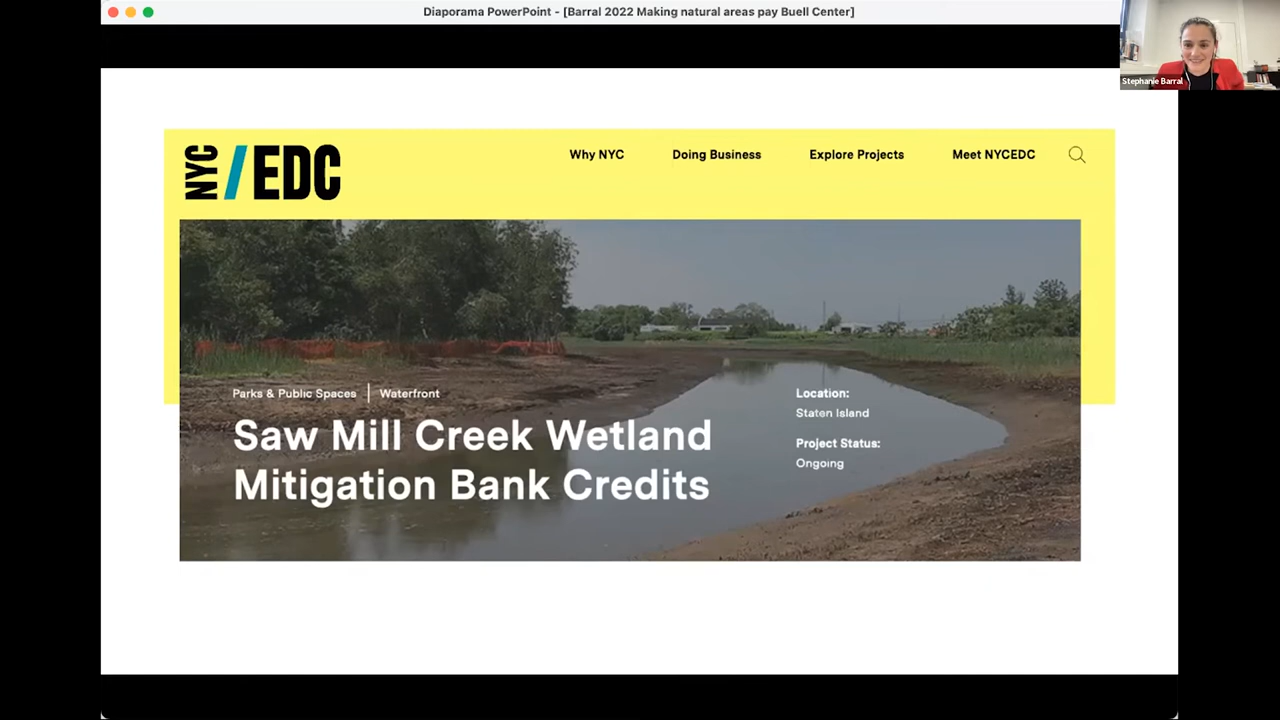 Diaporama PowerPoint - [Barral 2022 Making natural areas pay Buell Center]
Stephanie Barral
NYC/EDC
Why NYC Doing Business Explore Projects Meet NYCEDC
Parks & Public Spaces | Waterfront
Saw Mill Creek Wetland
Mitigation Bank Credits
Location:
Staten Island
Project Status:
Ongoing